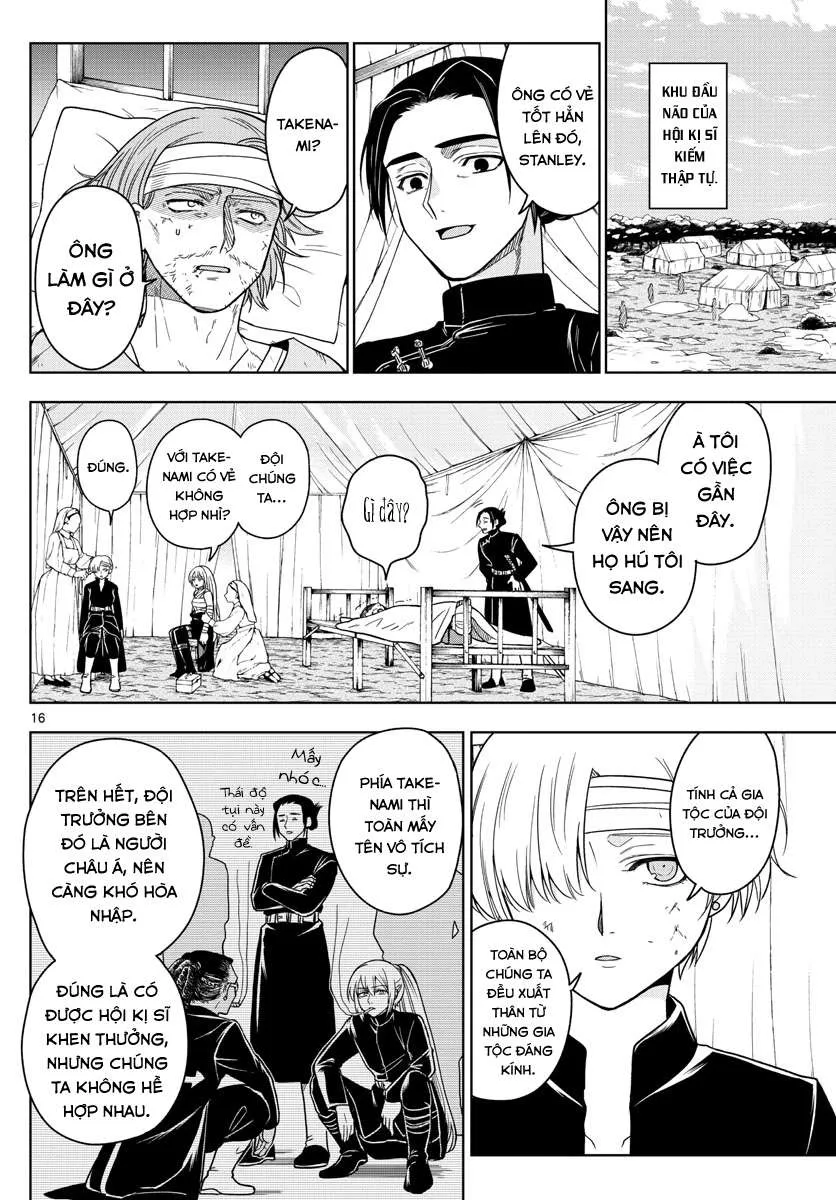 KHU ĐẦU
NÃO CỦA
HỘI KỊ SĨ
KIẾM
THẬP TỰ.
ÔNG CÓ VẺ
TỐT HẲN
LÊN ĐÓ,
STANLEY.
TAKENA-
MI?
ÔNG
LÀM GÌ Ở
ĐÂY?
À TÔI
CÓ VIỆC
GẦN
ĐÂY.
ÔNG BỊ
VẬY NÊN
HỌ HÚ TÔI
SANG.
Gì dây?
ĐỘI
CHÚNG
TA...
VỚI TAKE-
NAMI CÓ VẺ
KHÔNG
HỢP NHỈ?
ĐÚNG.
16
TÍNH CẢ GIA
TỘC CỦA ĐỘI
TRƯỞNG...
TOÀN BỘ
CHÚNG TA
ĐỀU XUẤT
THÂN TỪ
NHỮNG GIA
TỘC ĐÁNG
KÍNH.
PHÍA TAKE-
NAMI THÌ
TOÀN MẤY
TÊN VÔ TÍCH
SỰ.
Mấy
nhóc...
Thái độ
tụi này
có vấn
đề.
TRÊN HẾT, ĐỘI
TRƯỞNG BÊN
ĐÓ LÀ NGƯỜI
CHÂU Á, NÊN
CÀNG KHÓ HÒA
NHẬP.
ĐÚNG LÀ CÓ
ĐƯỢC HỘI KỊ SĨ
KHEN THƯỞNG,
NHƯNG CHÚNG
TA KHÔNG HỀ
HỢP NHAU.